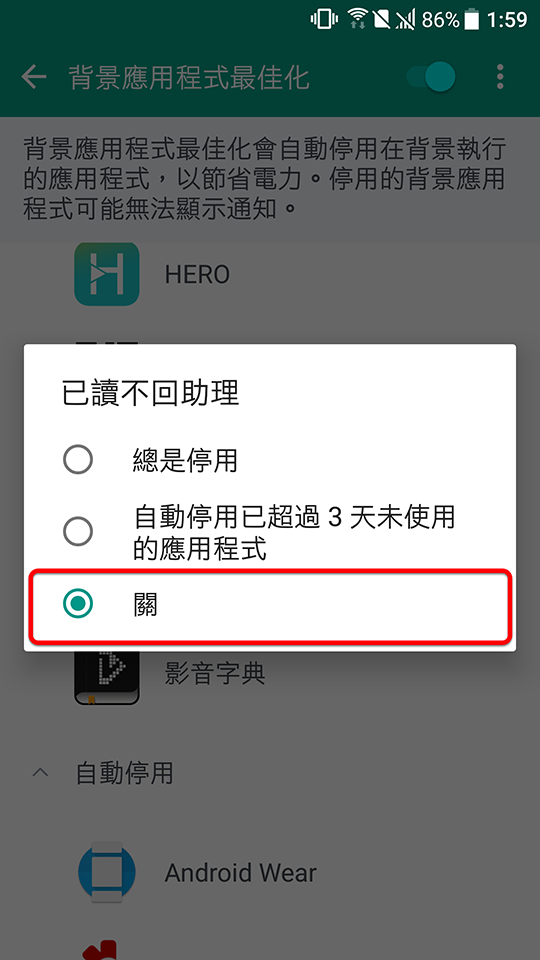 86% 1:59
背景應用程式最佳化
背景應用程式最佳化會自動停用在背景執行
的應用程式，以節省電力。停用的背景應用
程式可能無法顯示通知。
HERO
已讀不回助理
總是停用
自動停用已超過 3 天未使用
的應用程式
關
影音字典
自動停用
Android Wear